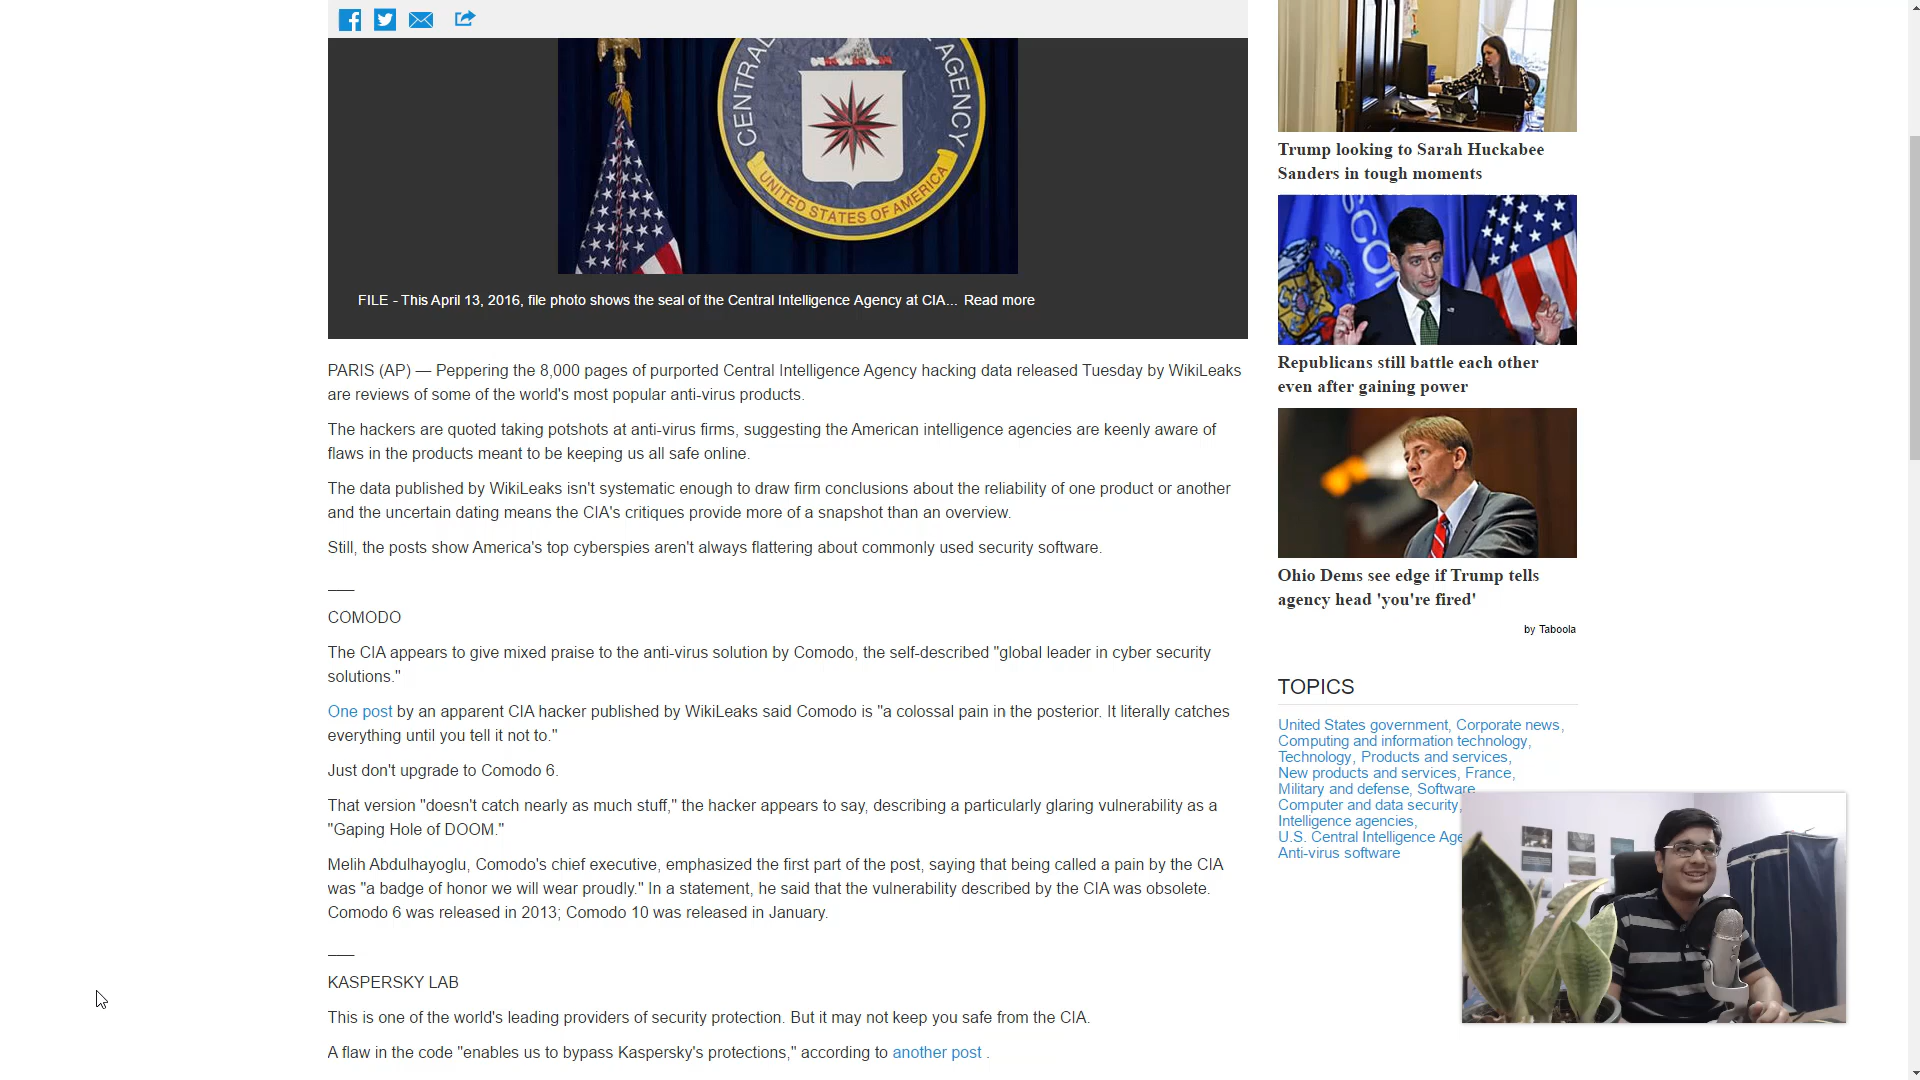 CENTRAL
AGENCY
UNITED STATES OF AMERICA
FILE - This April 13, 2016, file photo shows the seal of the Central Intelligence Agency at CIA... Read more
PARIS (AP) — Peppering the 8,000 pages of purported Central Intelligence Agency hacking data released Tuesday by WikiLeaks
are reviews of some of the world's most popular anti-virus products.
The hackers are quoted taking potshots at anti-virus firms, suggesting the American intelligence agencies are keenly aware of
flaws in the products meant to be keeping us all safe online.
The data published by WikiLeaks isn't systematic enough to draw firm conclusions about the reliability of one product or another
and the uncertain dating means the CIA's critiques provide more of a snapshot than an overview.
Still, the posts show America's top cyberspies aren't always flattering about commonly used security software.
___
COMODO
The CIA appears to give mixed praise to the anti-virus solution by Comodo, the self-described "global leader in cyber security
solutions."
One post by an apparent CIA hacker published by WikiLeaks said Comodo is "a colossal pain in the posterior. It literally catches
everything until you tell it not to."
Just don't upgrade to Comodo 6.
That version "doesn't catch nearly as much stuff," the hacker appears to say, describing a particularly glaring vulnerability as a
"Gaping Hole of DOOM."
Melih Abdulhayoglu, Comodo's chief executive, emphasized the first part of the post, saying that being called a pain by the CIA
was "a badge of honor we will wear proudly." In a statement, he said that the vulnerability described by the CIA was obsolete.
Comodo 6 was released in 2013; Comodo 10 was released in January.
___
KASPERSKY LAB
This is one of the world's leading providers of security protection. But it may not keep you safe from the CIA.
A flaw in the code "enables us to bypass Kaspersky's protections," according to another post .
Trump looking to Sarah Huckabee
Sanders in tough moments
SCO
Republicans still battle each other
even after gaining power
Ohio Dems see edge if Trump tells
agency head 'you're fired'
by Taboola
TOPICS
United States government, Corporate news,
Computing and information technology,
Technology, Products and services,
New products and services, France,
Military and defense, Software,
Computer and data security,
Intelligence agencies,
U.S. Central Intelligence Age
Anti-virus software